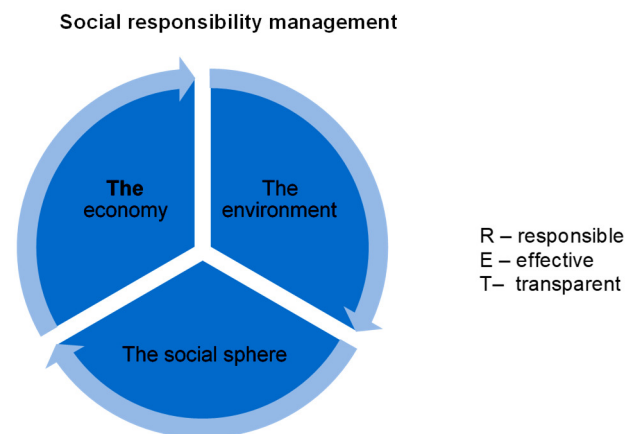 Social responsibility management
The
economy
The
environment
The social sphere
R – responsible
E – effective
T– transparent